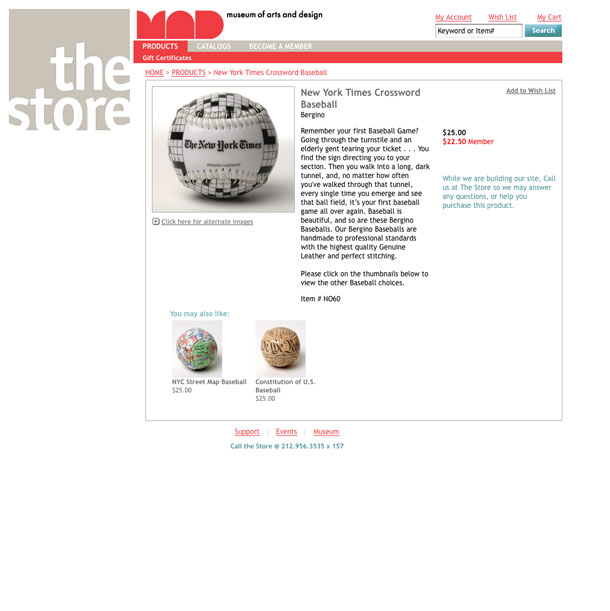 the
store
MAD museum of arts and design
My Account Wish List My Cart
Keyword or Item# Search
PRODUCTS CATALOGS BECOME A MEMBER
Gift Certificates
HOME > PRODUCTS > New York Times Crossword Baseball
The New York Times
New York Times Crossword
Baseball
Bergino
Add to Wish List
Remember your first Baseball Game?
Going through the turnstile and an
elderly gent tearing your ticket . . . You
find the sign directing you to your
section. Then you walk into a long, dark
tunnel, and, no matter how often
you've walked through that tunnel,
every single time you emerge and see
that ball field, it's your first baseball
game all over again. Baseball is
beautiful, and so are these Bergino
Baseballs. Our Bergino Baseballs are
handmade to professional standards
with the highest quality Genuine
Leather and perfect stitching.
Please click on the thumbnails below to
view the other Baseball choices.
Item # NO60
$25.00
$22.50 Member
While we are building our site, Call
us at The Store so we may answer
any questions, or help you
purchase this product.
Click here for alternate images
You may also like:
NYC Street Map Baseball
$25.00
Constitution of U.S.
Baseball
$25.00
Support | Events | Museum
Call the Store @ 212.956.3535 x 157